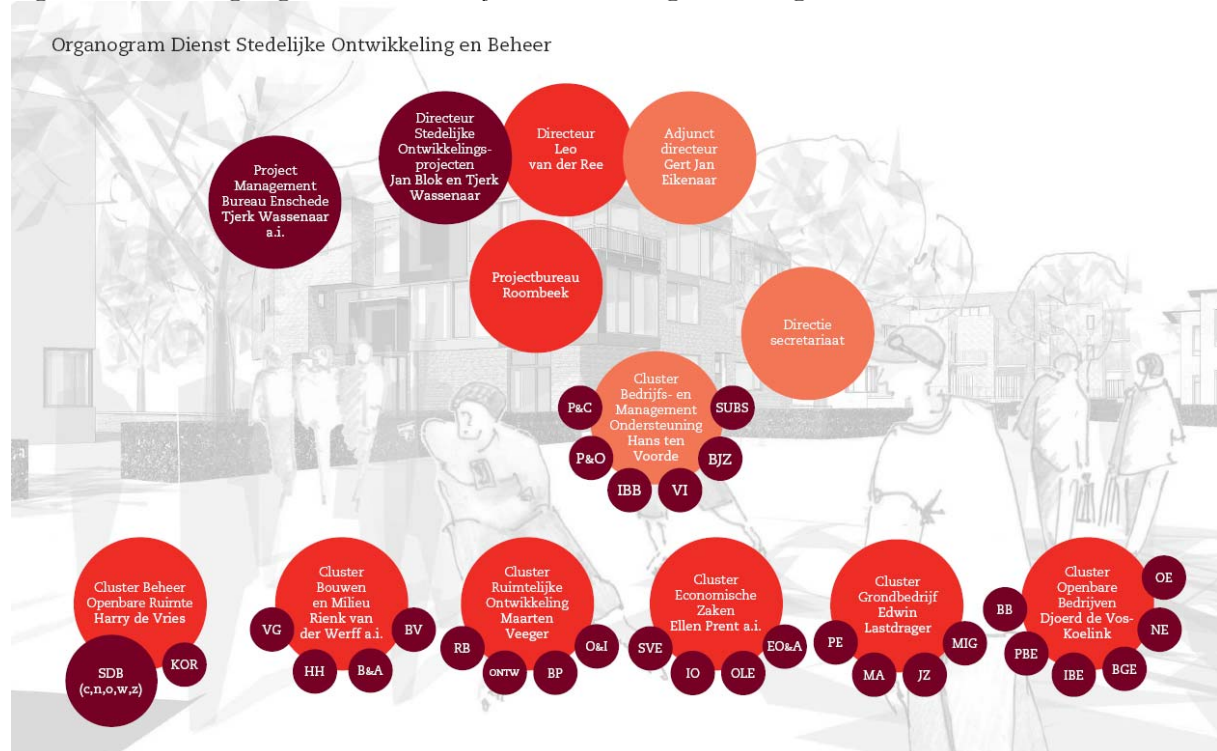 Organogram Dienst Stedelijke Ontwikkeling en Beheer
Project
Management
Bureau Enschede
Tjerk Wassenaar
a.i.
Directeur
Stedelijke
Ontwikkelings-
projecten
Jan Blok en Tjerk
Wassenaar
Directeur
Leo
van der Ree
Adjunct
directeur
Gert Jan
Eikenaar
Projectbureau
Roombeek
Directie
secretariaat
Cluster
Bedrijfs- en
Management
Ondersteuning
Hans ten
Voorde
P&C
P&O
IBB
VI
BJZ
SUBS
Cluster Beheer
Openbare Ruimte
Harry de Vries
SDB
(c,n,o,w,z)
KOR
Cluster
Bouwen
en Milieu
Rienk van
der Werff a.i.
VG
HH
B&A
BV
Cluster
Ruimtelijke
Ontwikkeling
Maarten
Veeger
RB
ONTW
BP
O&I
Cluster
Economische
Zaken
Ellen Prent a.i.
SVE
IO
OLE
EO&A
Cluster
Grondbedrijf
Edwin
Lastdrager
PE
MA
JZ
MIG
Cluster
Openbare
Bedrijven
Djoerd de Vos-
Koelink
BB
PBE
IBE
BGE
NE
OE